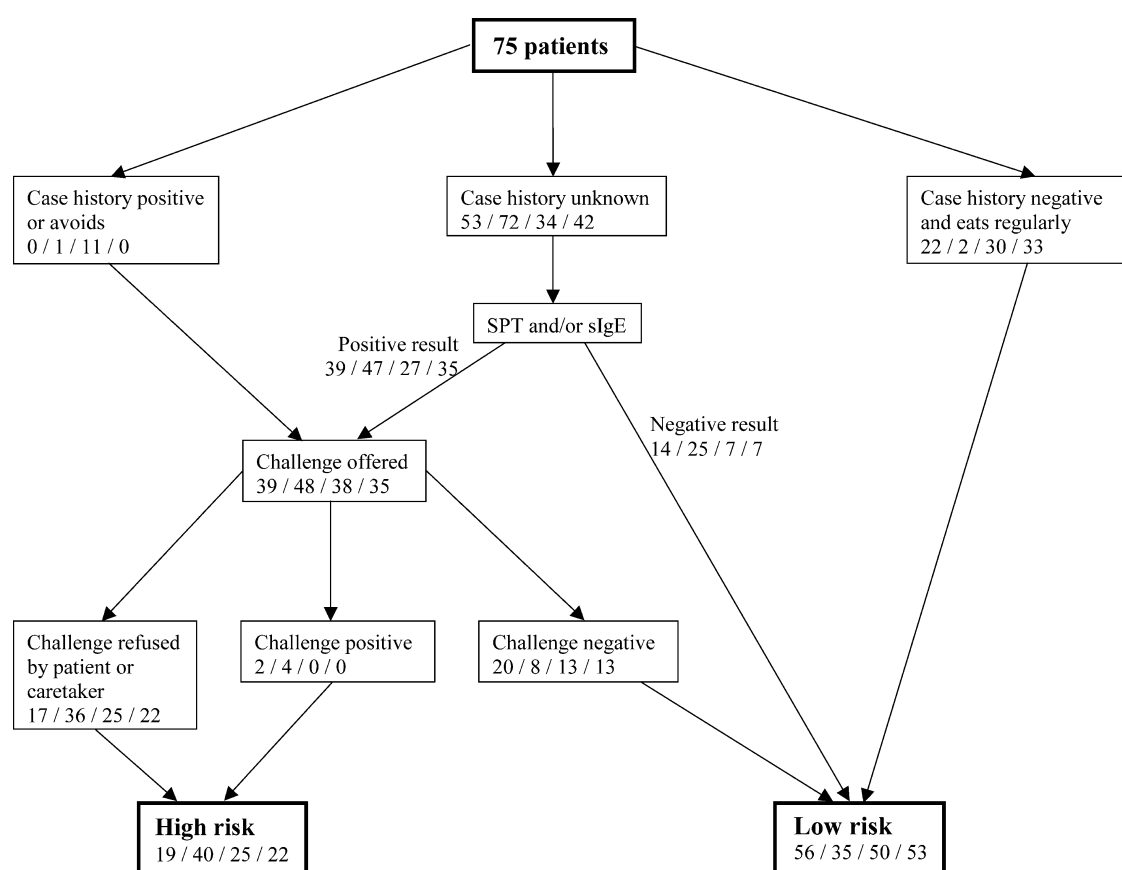 75 patients
Case history positive
or avoids
0 / 1 / 11 / 0
Case history unknown
53 / 72 / 34 / 42
Case history negative
and eats regularly
22 / 2 / 30 / 33
SPT and/or sIgE
Positive result
39 / 47 / 27 / 35
Negative result
14 / 25 / 7 / 7
Challenge offered
39 / 48 / 38 / 35
Challenge refused
by patient or
caretaker
17 / 36 / 25 / 22
Challenge positive
2 / 4 / 0 / 0
Challenge negative
20 / 8 / 13 / 13
High risk
19 / 40 / 25 / 22
Low risk
56 / 35 / 50 / 53